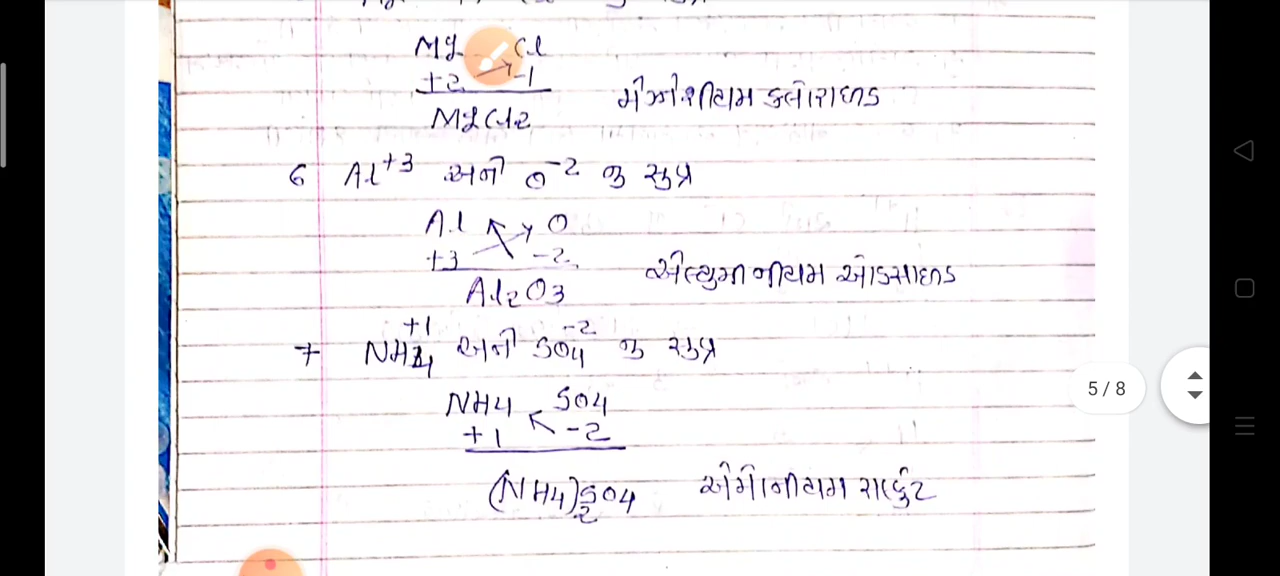 Mg Cl
+2 -1
MgCl2 મેગ્નેશીયામ ક્લોરાઇડ
6 Al+3 અને O-2 નુ સુત્ર
Al O
+3 -2
Al2O3 એલ્યુમીનીયમ ઓક્સાઇડ
7 NH4+1 અને SO4-2 નુ સુત્ર
NH4 SO4
+1 -2
(NH4)2SO4 એમોનીયમ સલ્ફેટ
5/8